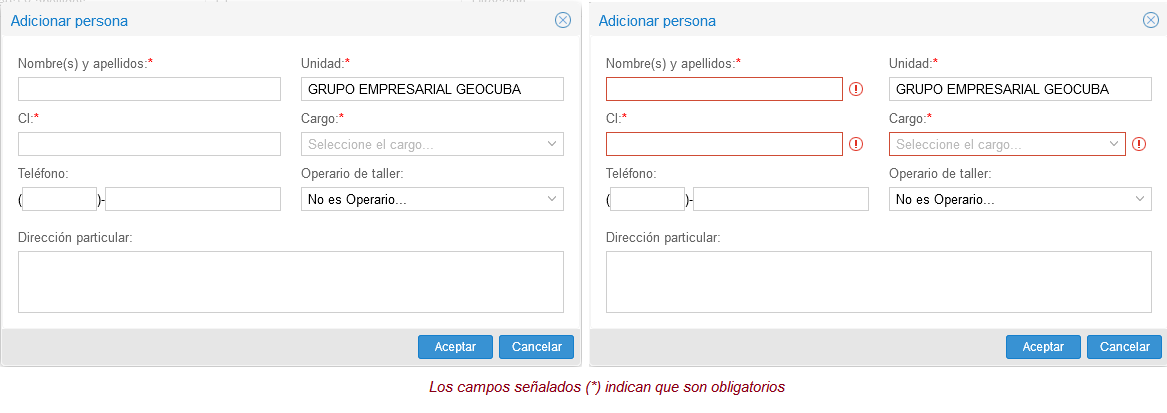 Adicionar persona
Nombre(s) y apellidos:*
Unidad:*
GRUPO EMPRESARIAL GEOCUBA
CI:*
Cargo:*
Seleccione el cargo...
Teléfono:
Operario de taller:
( )-
No es Operario...
Dirección particular:
Aceptar
Cancelar
Adicionar persona
Nombre(s) y apellidos:*
Unidad:*
GRUPO EMPRESARIAL GEOCUBA
CI:*
Cargo:*
Seleccione el cargo...
Teléfono:
Operario de taller:
( )-
No es Operario...
Dirección particular:
Aceptar
Cancelar
Los campos señalados (*) indican que son obligatorios